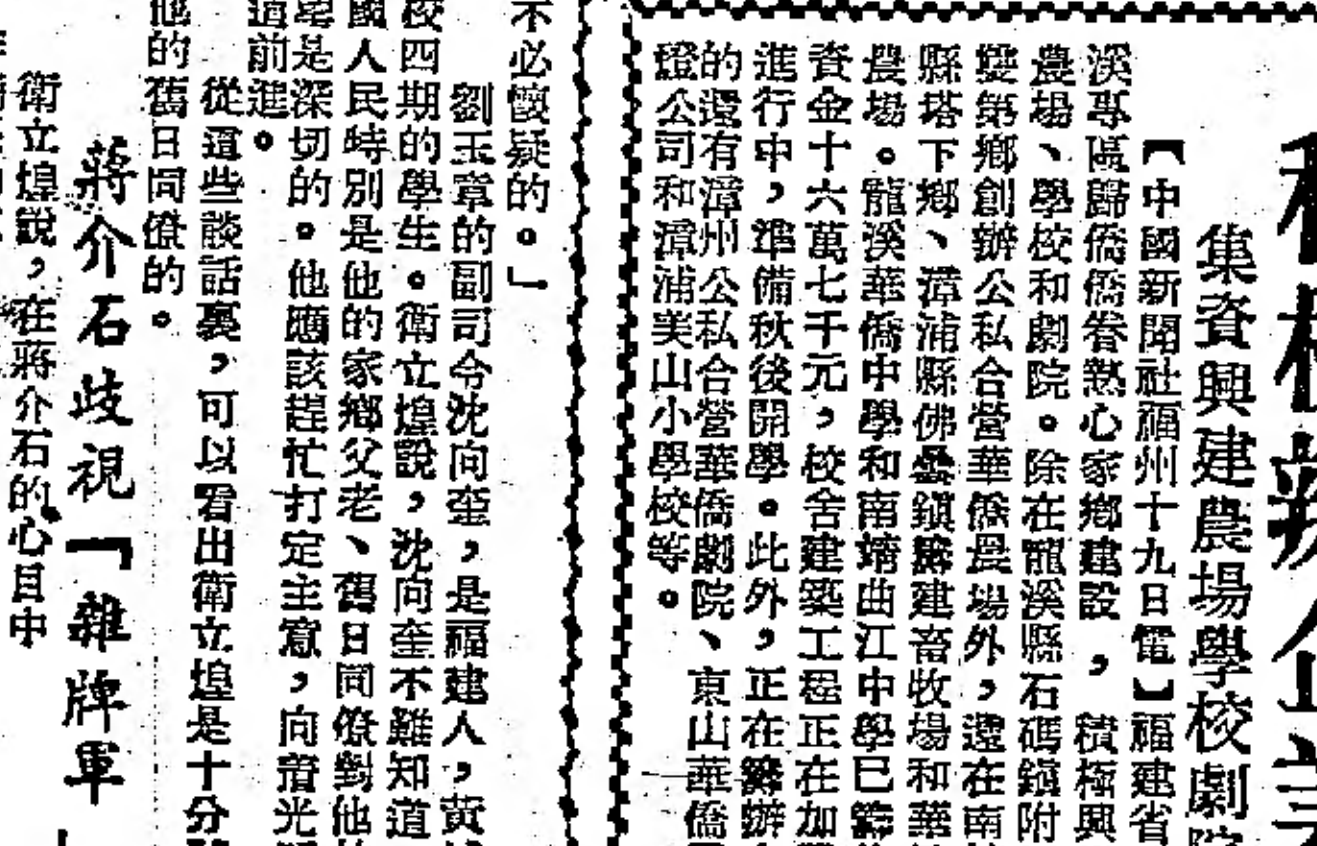 集資興建農場學校劇院
【中國新聞社福州十九日電】福建省
溪專區歸僑僑眷熱心家鄉建設,積極興
農場、學校和劇院。除在龍溪縣石碼鎮附
雙第鄉創辦公私合營華僑農場外,還在南
縣塔下鄉、漳浦縣佛曇鎮籌建畜牧場和華
農場。龍溪華僑中學和南靖曲江中學已籌
資金十六萬七千元,校舍建築工程正在加
進行中,準備秋後開學。此外,正在籌辦
的還有漳州公私合營華僑劇院、東山華僑
燈公司和漳浦美山小學校等。
不必懷疑的。」
劉玉章的副司令沈向奎,是福建人,黃
校四期的學生。衛立煌說,沈向奎不難知道
國人民時別是他的家鄉父老、舊日同僚對他
是深切的。他應該趕忙打定主意,向着光
道前進。
從這些談話裏,可以看出衛立煌是十分
他的舊日同僚的。
蔣介石歧視「雜牌軍」
衛立煌說,在蔣介石的心目中